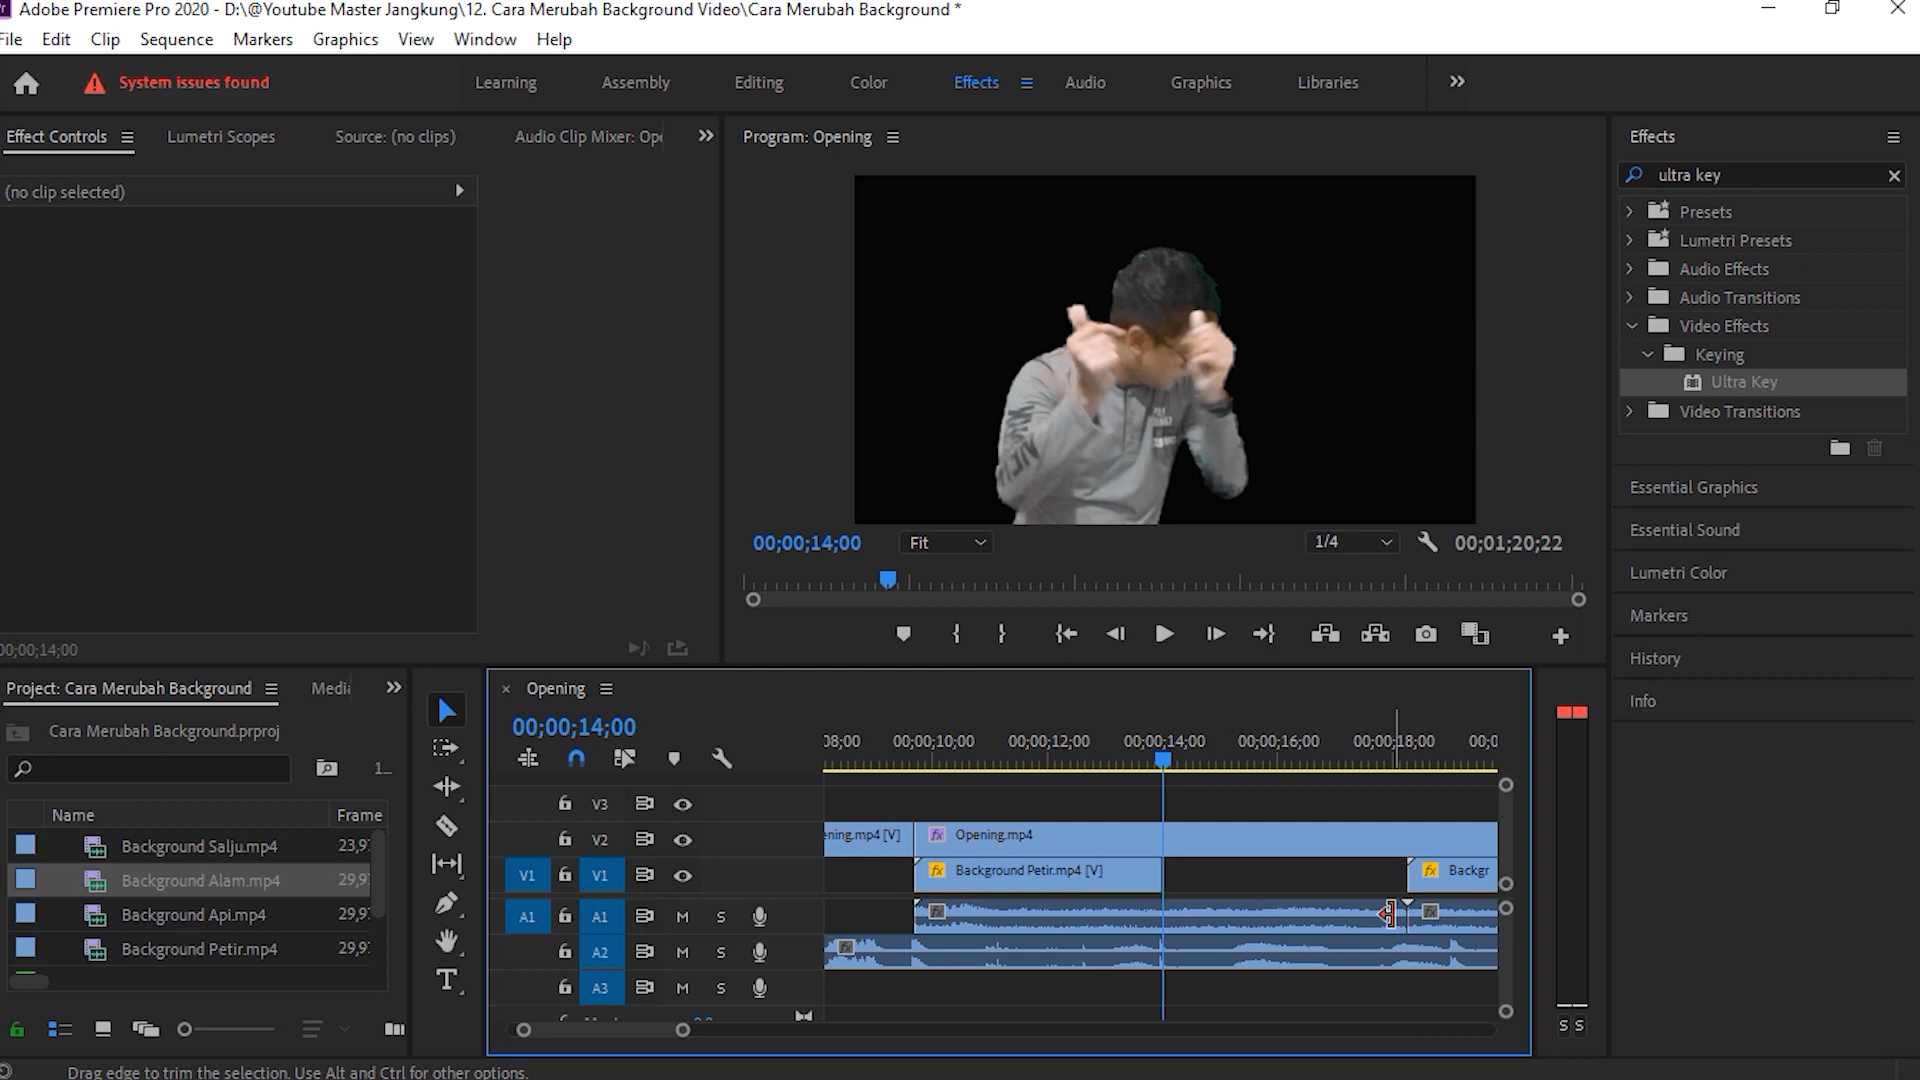 Adobe Premiere Pro 2020 - D:\@Youtube Master Jangkung\12. Cara Merubah Background Video\Cara Merubah Background *
File Edit Clip Sequence Markers Graphics View Window Help
System issues found
Learning Assembly Editing Color Effects Audio Graphics Libraries
Effect Controls Lumetri Scopes Source: (no clips) Audio Clip Mixer: Ope
(no clip selected)
00;00;14;00
Program: Opening
00;00;14;00 Fit 1/4 00;01;20;22
Effects
ultra key
Presets
Lumetri Presets
Audio Effects
Audio Transitions
Video Effects
Keying
Ultra Key
Video Transitions
Essential Graphics
Essential Sound
Lumetri Color
Markers
History
Info
Project: Cara Merubah Background Media
Cara Merubah Background.prproj
1...
Name Frame
Background Salju.mp4 23,9
Background Alam.mp4 29,9
Background Api.mp4 29,9
Background Petir.mp4 29,9
T
× Opening
00;00;14;00
08;00 00;00;10;00 00;00;12;00 00;00;14;00 00;00;16;00 00;00;18;00 00;0
V3
V2 ening.mp4 [V] fx Opening.mp4
V1 V1 fx Background Petir.mp4 [V] fx Backgr
A1 A1 M S fx fx
A2 M S fx
A3 M S
S S
Drag edge to trim the selection. Use Alt and Ctrl for other options.